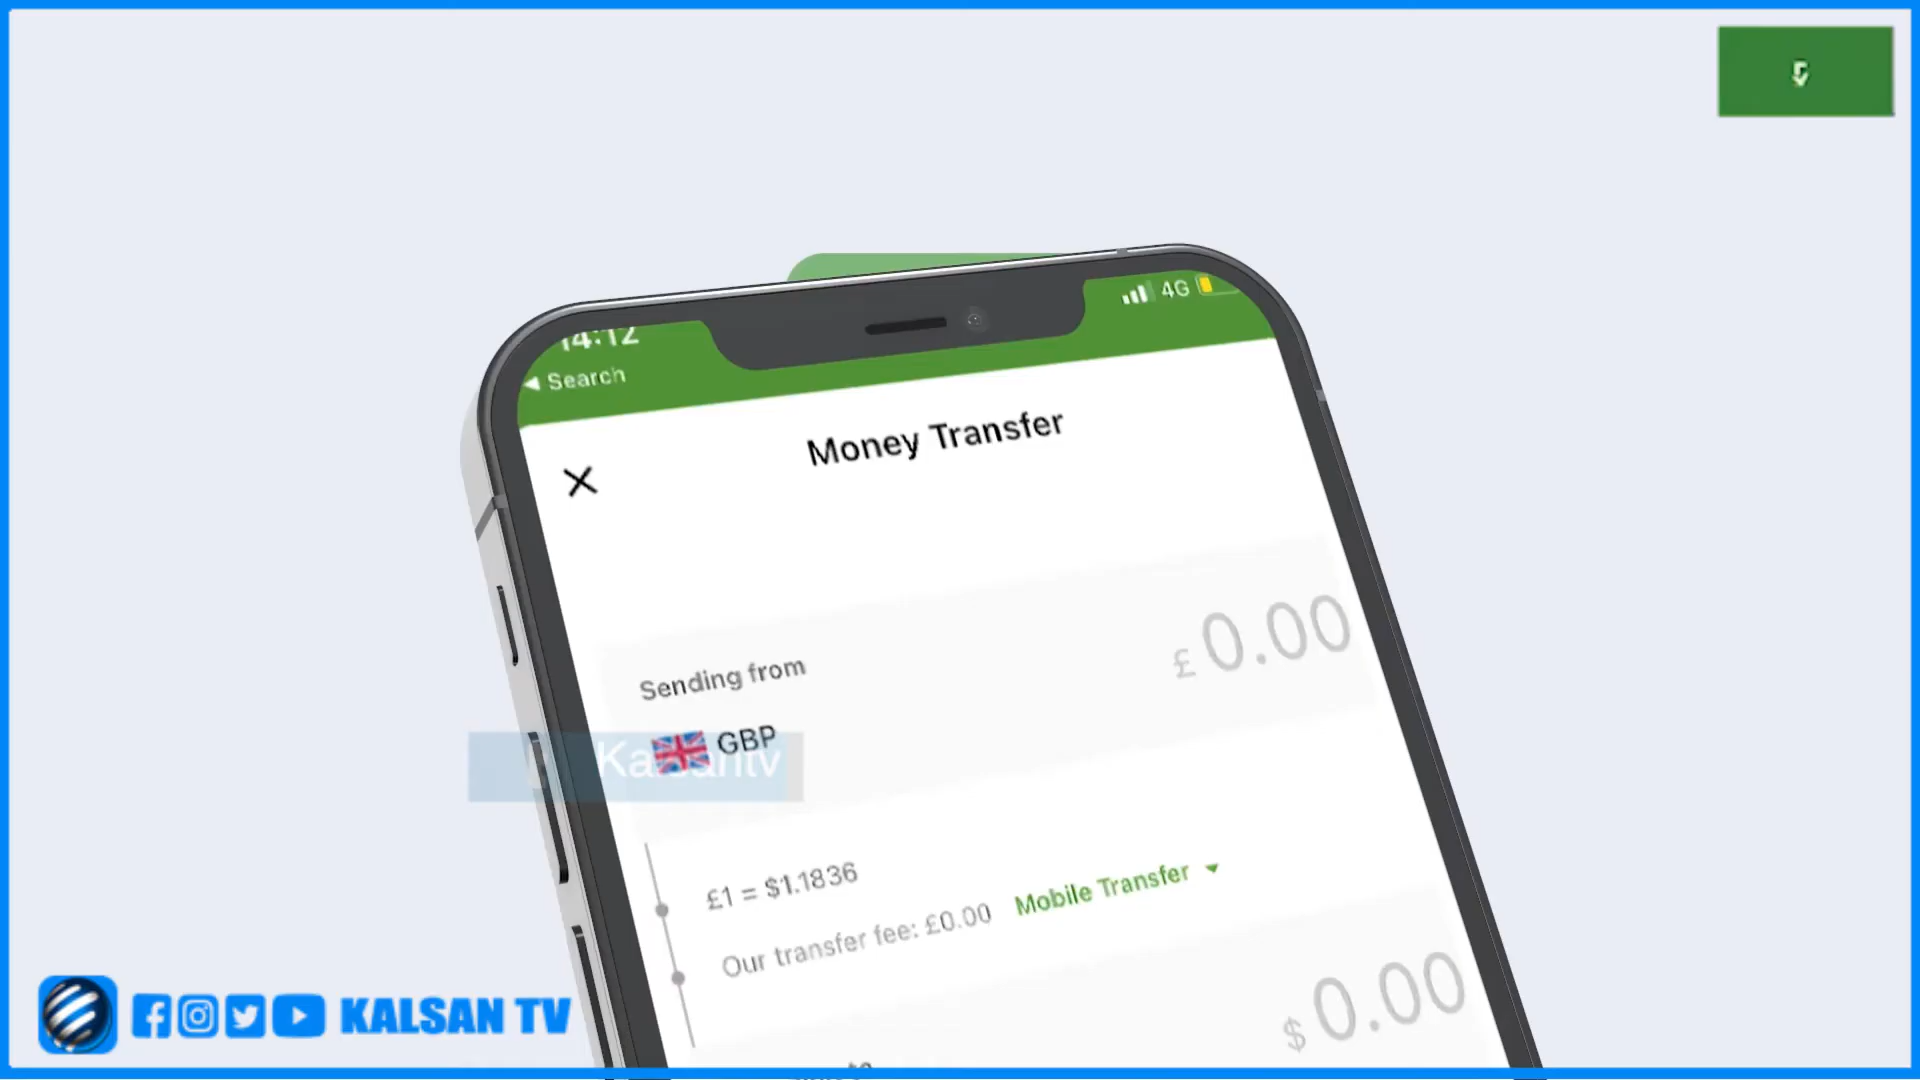 14:12
4G
Search
Money Transfer
£0.00
Sending from
GBP
Kalsantv
£1 = $1.1836
Our transfer fee: £0.00
Mobile Transfer
$0.00
KALSAN TV